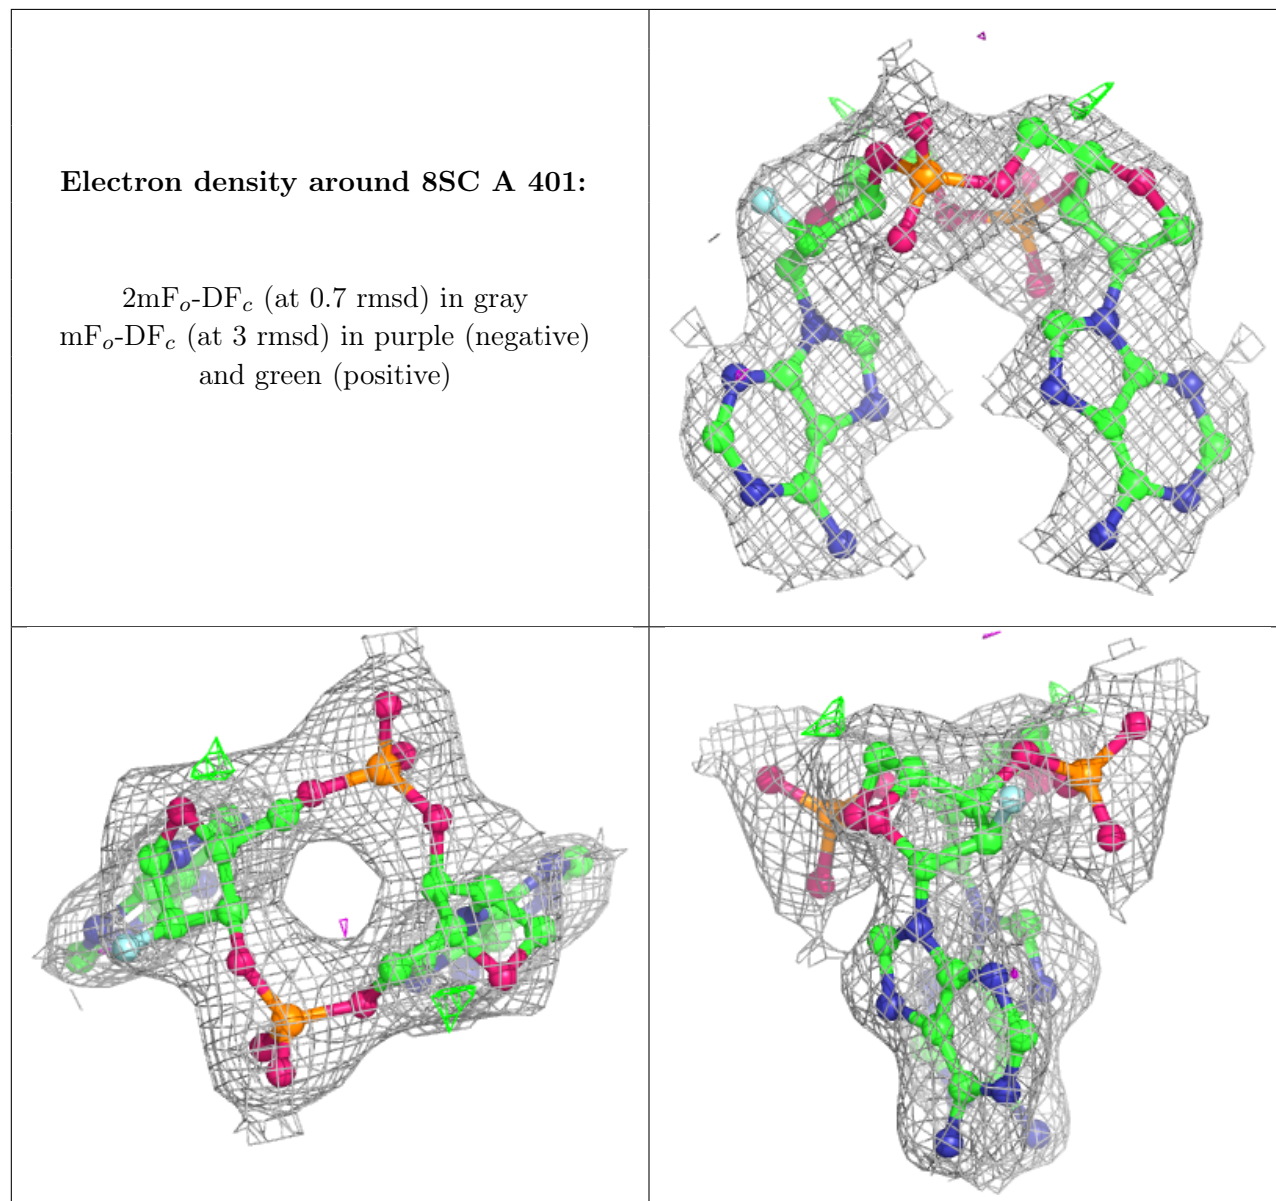 Electron density around 8SC A 401:
2mFo-DFc (at 0.7 rmsd) in gray
mFo-DFc (at 3 rmsd) in purple (negative)
and green (positive)